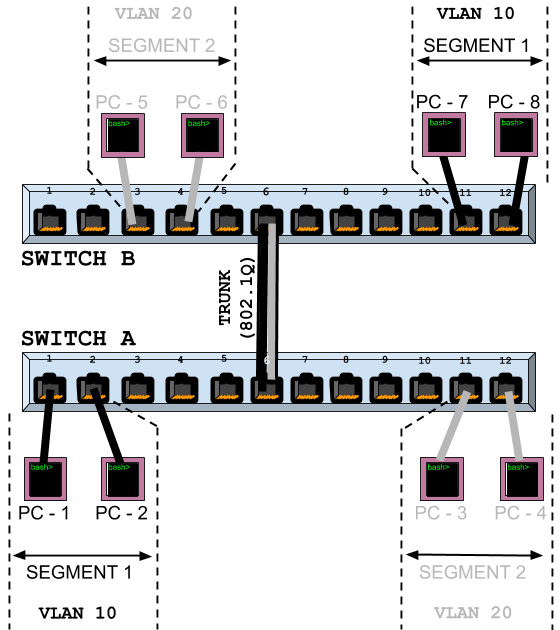 VLAN 20 VLAN 10
SEGMENT 2 SEGMENT 1
PC - 5 PC - 6 PC - 7 PC - 8
bash> bash> bash> bash>
1 2 3 4 5 6 7 8 9 10 11 12
SWITCH B
TRUNK
(802.1Q)
SWITCH A
1 2 3 4 5 6 7 8 9 10 11 12
bash> bash> bash> bash>
PC - 1 PC - 2 PC - 3 PC - 4
SEGMENT 1 SEGMENT 2
VLAN 10 VLAN 20